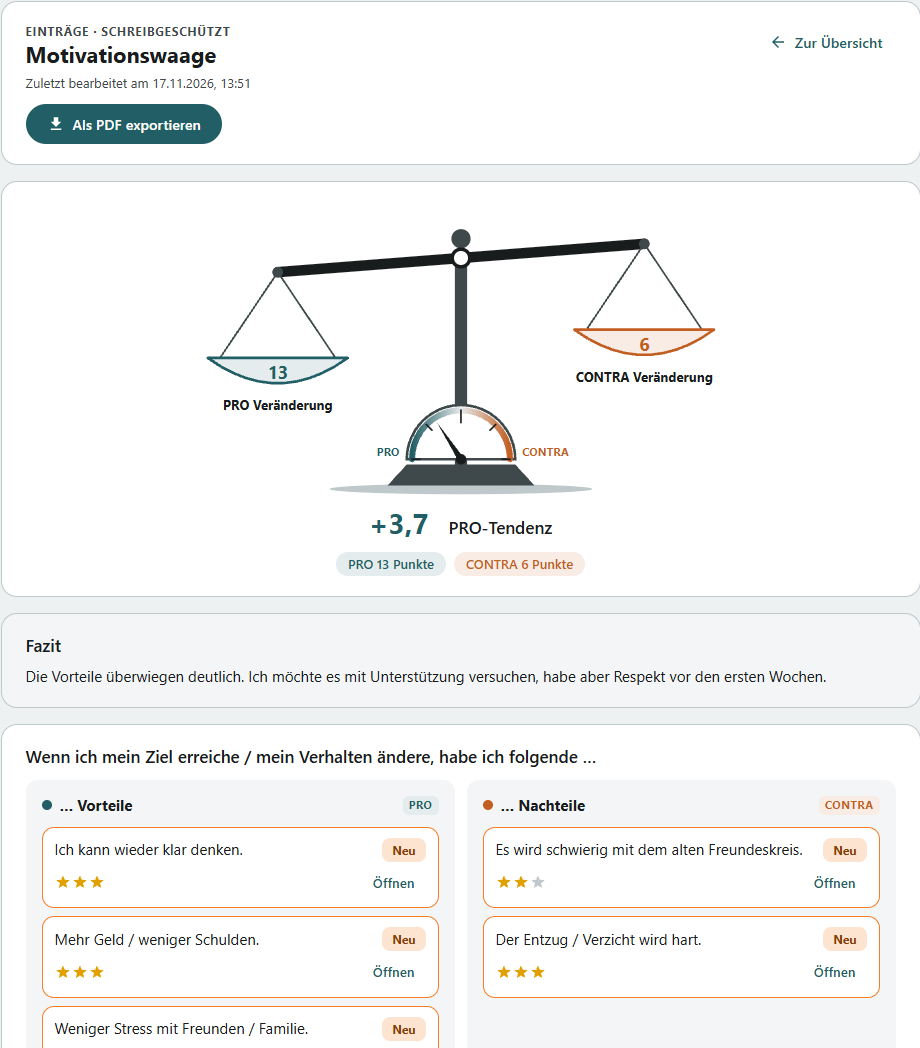 EINTRÄGE · SCHREIBGESCHÜTZT
Motivationswaage
Zuletzt bearbeitet am 17.11.2026, 13:51
Zur Übersicht
Als PDF exportieren
13
PRO Veränderung
6
CONTRA Veränderung
PRO
CONTRA
+3,7 PRO-Tendenz
PRO 13 Punkte
CONTRA 6 Punkte
Fazit
Die Vorteile überwiegen deutlich. Ich möchte es mit Unterstützung versuchen, habe aber Respekt vor den ersten Wochen.
Wenn ich mein Ziel erreiche / mein Verhalten ändere, habe ich folgende ...
... Vorteile
PRO
Ich kann wieder klar denken.
Neu
Öffnen
Mehr Geld / weniger Schulden.
Neu
Öffnen
Weniger Stress mit Freunden / Familie.
Neu
... Nachteile
CONTRA
Es wird schwierig mit dem alten Freundeskreis.
Neu
Öffnen
Der Entzug / Verzicht wird hart.
Neu
Öffnen